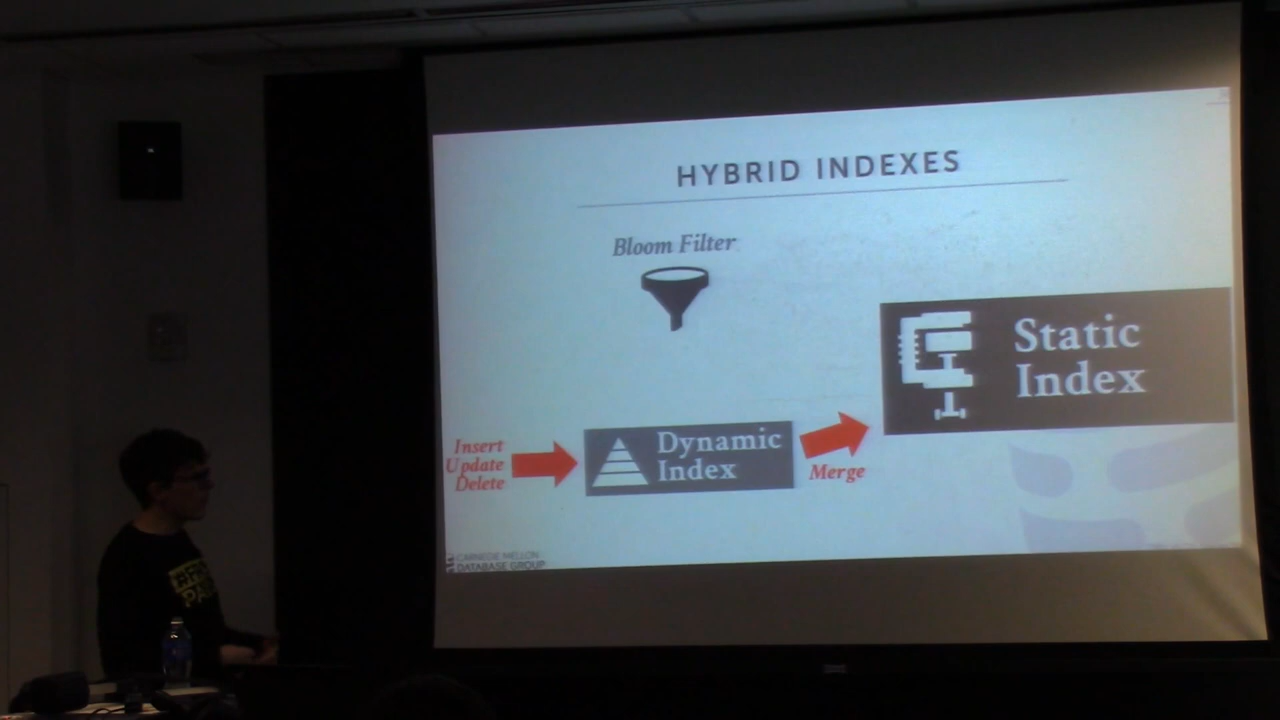 HYBRID INDEXES
Bloom Filter
Static
Index
Insert
Update
Delete
Dynamic
Index
Merge
CARNEGIE MELLON
DATABASE GROUP